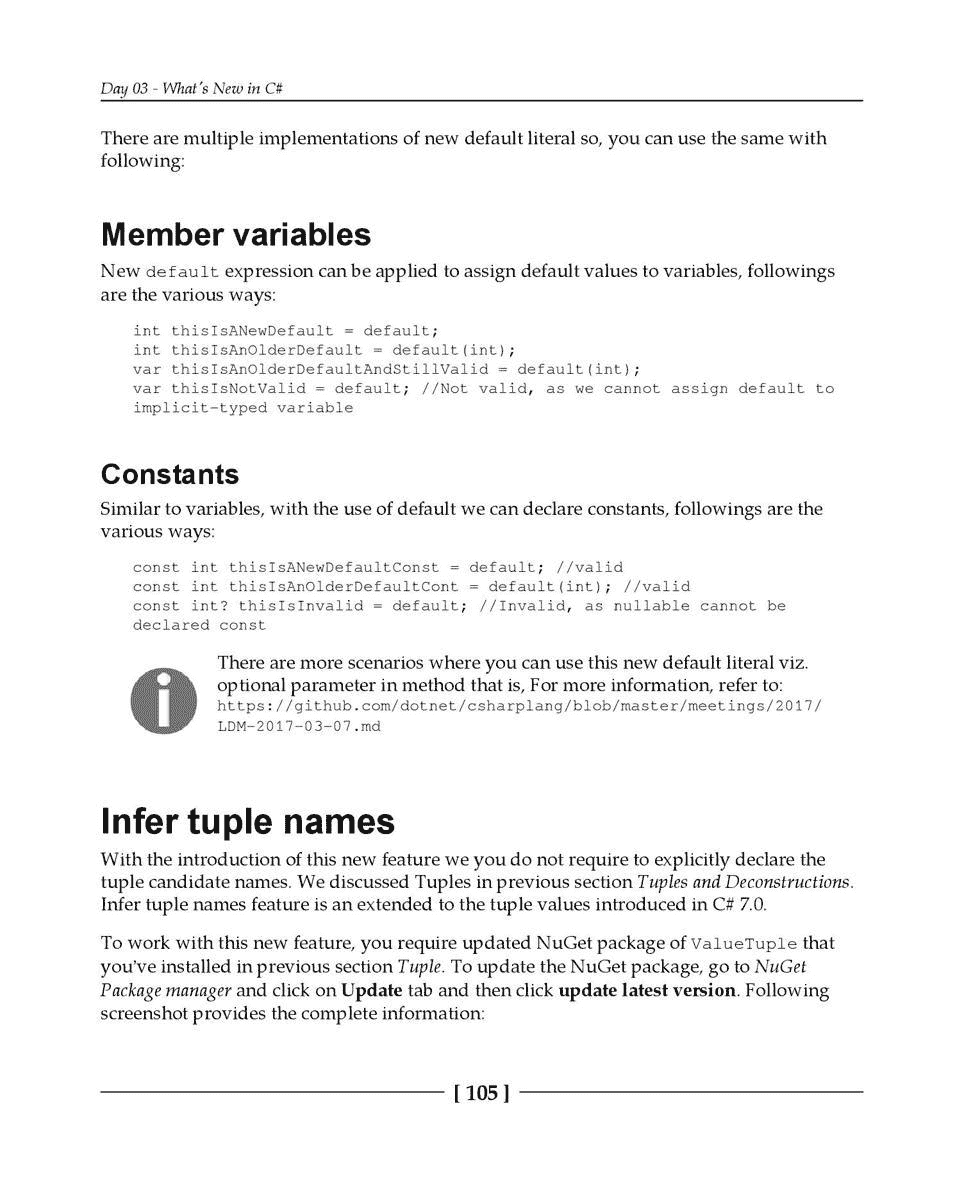 Day 03 - What's New in C#
There are multiple implementations of new default literal so, you can use the same with
following:
Member variables
New default expression can be applied to assign default values to variables, followings
are the various ways:
int thisIsANewDefault = default;
int thisIsAnOlderDefault = default(int);
var thisIsAnOlderDefaultAndStillValid = default(int);
var thisIsNotValid = default; //Not valid, as we cannot assign default to
implicit-typed variable
Constants
Similar to variables, with the use of default we can declare constants, followings are the
various ways:
const int thisIsANewDefaultConst = default; //valid
const int thisIsAnOlderDefaultCont = default(int); //valid
const int? thisIsInvalid = default; //Invalid, as nullable cannot be
declared const
There are more scenarios where you can use this new default literal viz.
optional parameter in method that is, For more information, refer to:
https://github.com/dotnet/csharplang/blob/master/meetings/2017/
LDM-2017-03-07.md
Infer tuple names
With the introduction of this new feature we you do not require to explicitly declare the
tuple candidate names. We discussed Tuples in previous section Tuples and Deconstructions.
Infer tuple names feature is an extended to the tuple values introduced in C# 7.0.
To work with this new feature, you require updated NuGet package of ValueTuple that
you've installed in previous section Tuple. To update the NuGet package, go to NuGet
Package manager and click on Update tab and then click update latest version. Following
screenshot provides the complete information:
[ 105 ]